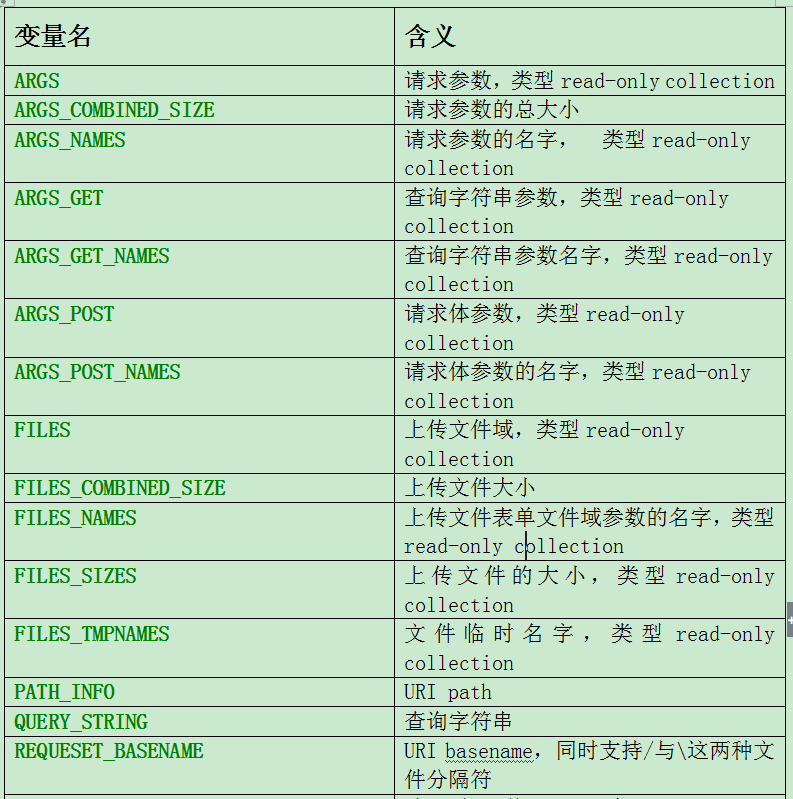 变量名 含义
ARGS 请求参数，类型 read-only collection
ARGS_COMBINED_SIZE 请求参数的总大小
ARGS_NAMES 请求参数的名字， 类型 read-only
collection
ARGS_GET 查询字符串参数，类型 read-only
collection
ARGS_GET_NAMES 查询字符串参数名字，类型 read-only
collection
ARGS_POST 请求体参数，类型 read-only
collection
ARGS_POST_NAMES 请求体参数的名字，类型 read-only
collection
FILES 上传文件域，类型 read-only
collection
FILES_COMBINED_SIZE 上传文件大小
FILES_NAMES 上传文件表单文件域参数的名字，类型
read-only collection
FILES_SIZES 上传文件的大小，类型 read-only
collection
FILES_TMPNAMES 文件临时名字，类型 read-only
collection
PATH_INFO URI path
QUERY_STRING 查询字符串
REQUESET_BASENAME URI basename，同时支持/与\这两种文
件分隔符